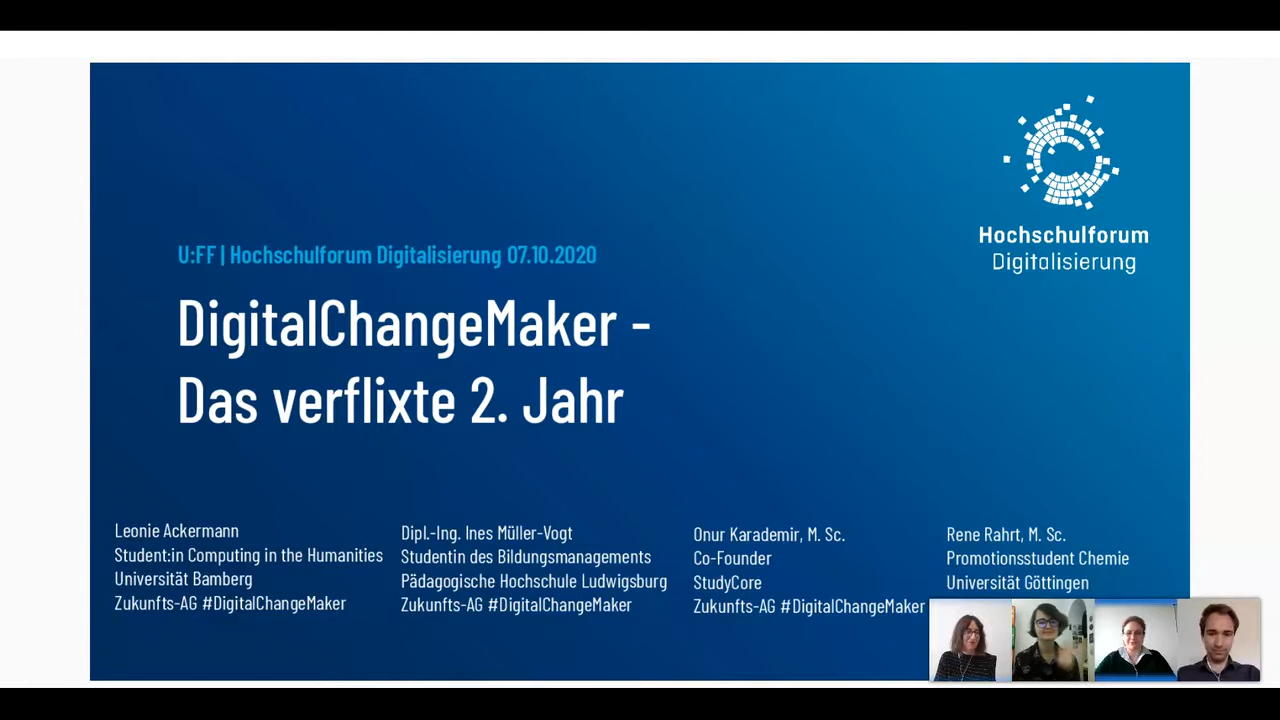 Hochschulforum
Digitalisierung
U:FF | Hochschulforum Digitalisierung 07.10.2020
DigitalChangeMaker -
Das verflixte 2. Jahr
Leonie Ackermann
Student:in Computing in the Humanities
Universität Bamberg
Zukunfts-AG #DigitalChangeMaker
Dipl.-Ing. Ines Müller-Vogt
Studentin des Bildungsmanagements
Pädagogische Hochschule Ludwigsburg
Zukunfts-AG #DigitalChangeMaker
Onur Karademir, M. Sc.
Co-Founder
StudyCore
Zukunfts-AG #DigitalChangeMaker
Rene Rahrt, M. Sc.
Promotionsstudent Chemie
Universität Göttingen